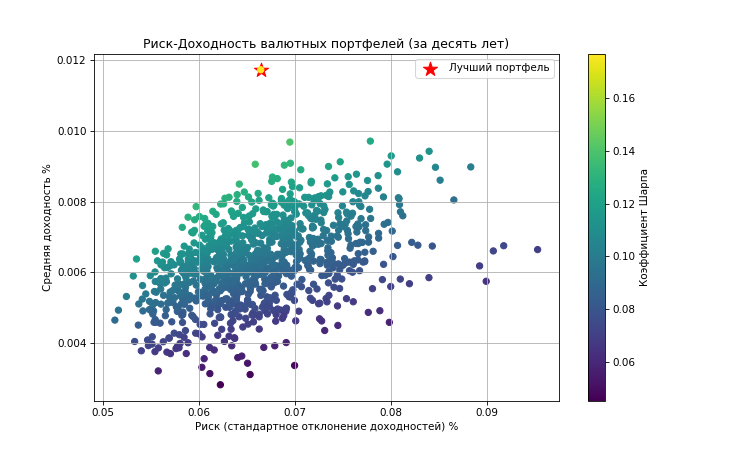 Риск-Доходность валютных портфелей (за десять лет)
Лучший портфель
Средняя доходность %
0.012
0.010
0.008
0.006
0.004
0.05 0.06 0.07 0.08 0.09
Риск (стандартное отклонение доходностей) %
0.16
0.14
0.12
0.10
0.08
0.06
Коэффициент Шарпа